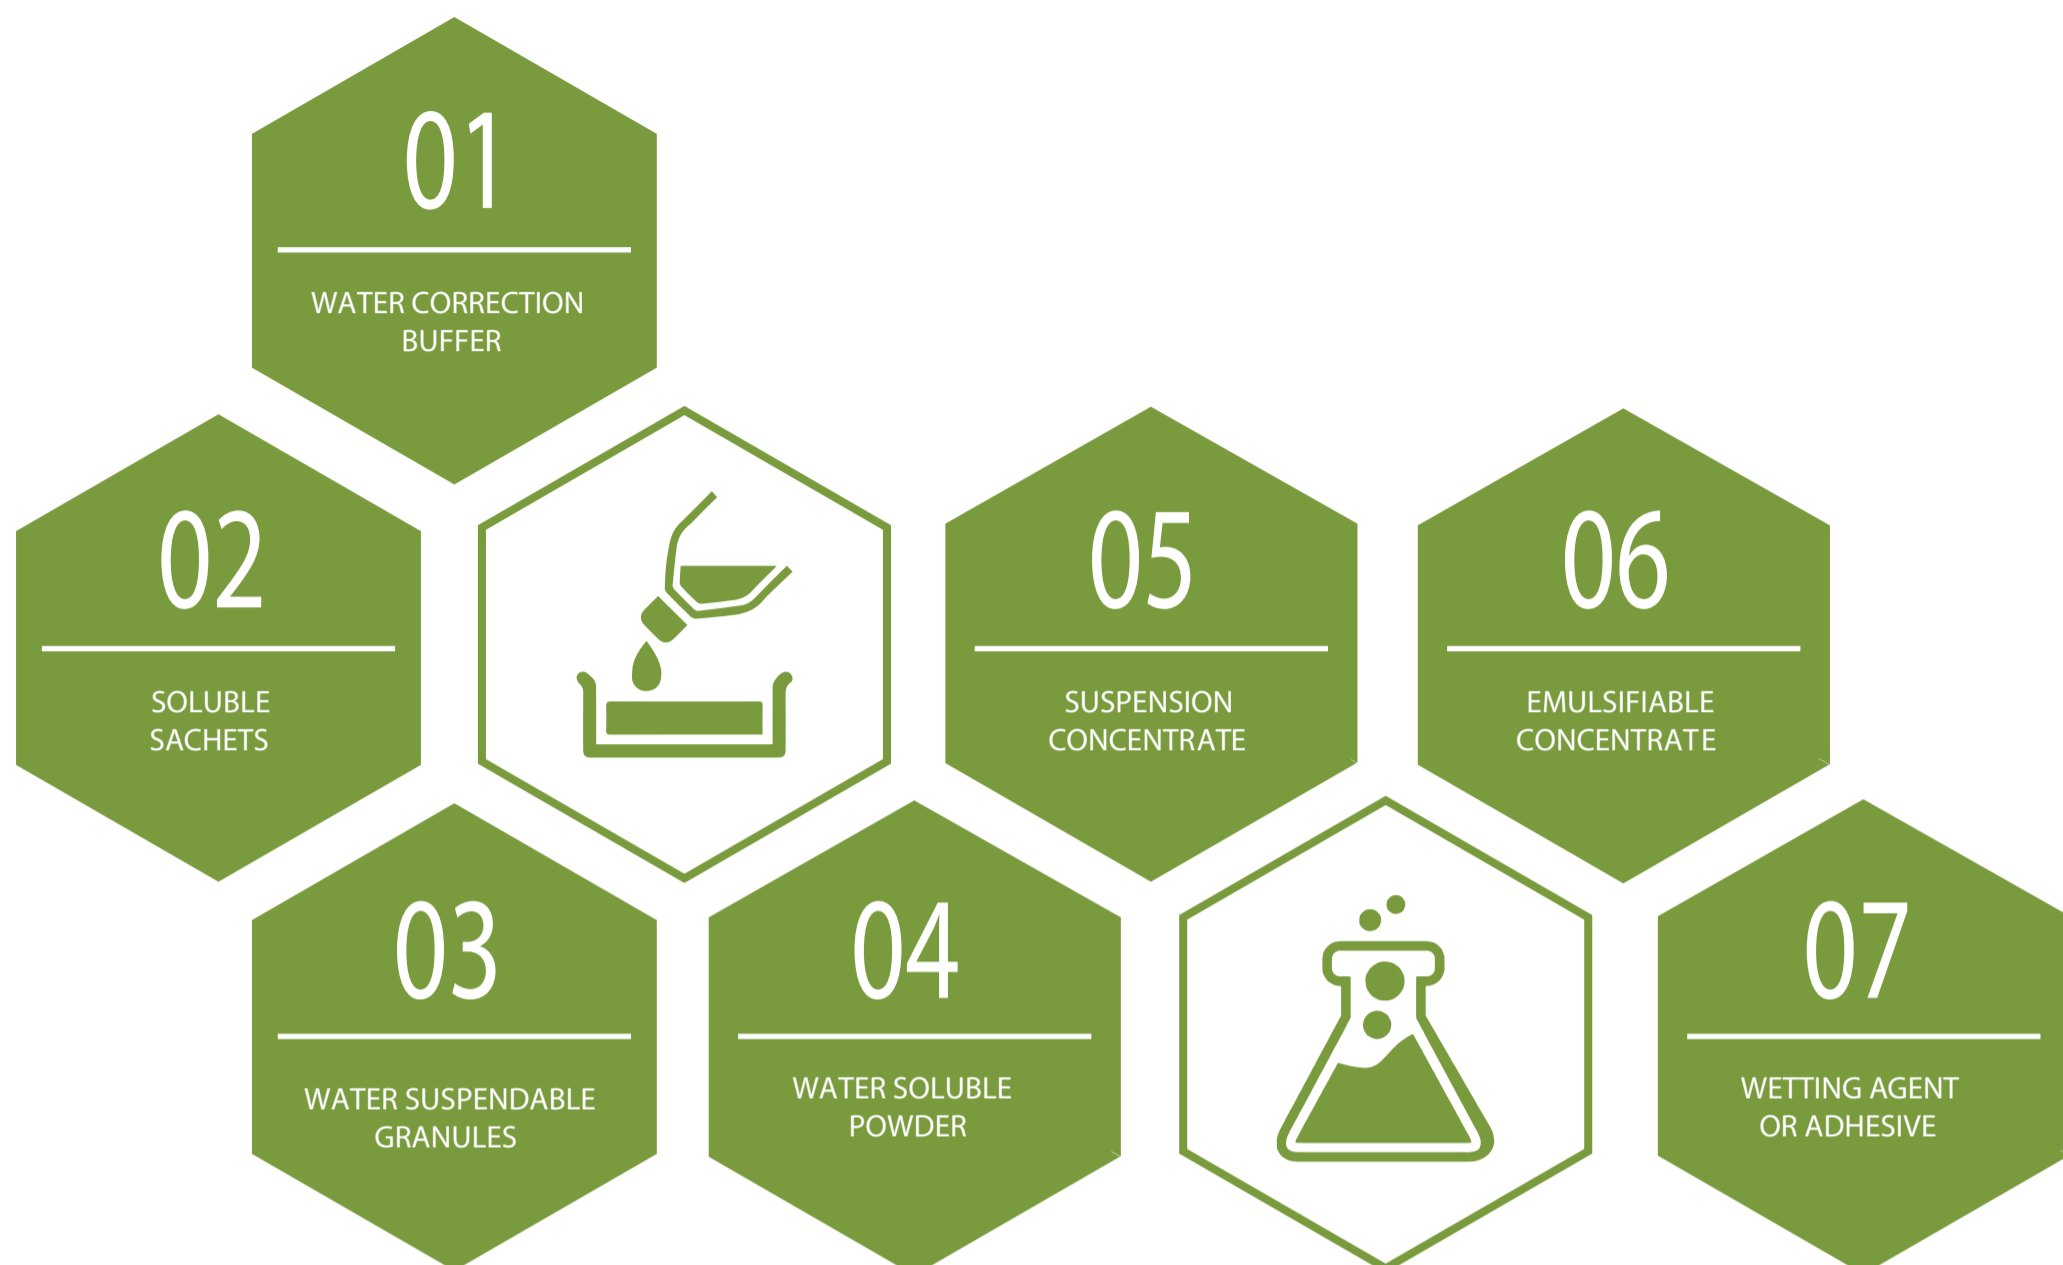 01
WATER CORRECTION
BUFFER
02
SOLUBLE
SACHETS
03
WATER SUSPENDABLE
GRANULES
04
WATER SOLUBLE
POWDER
05
SUSPENSION
CONCENTRATE
06
EMULSIFIABLE
CONCENTRATE
07
WETTING AGENT
OR ADHESIVE